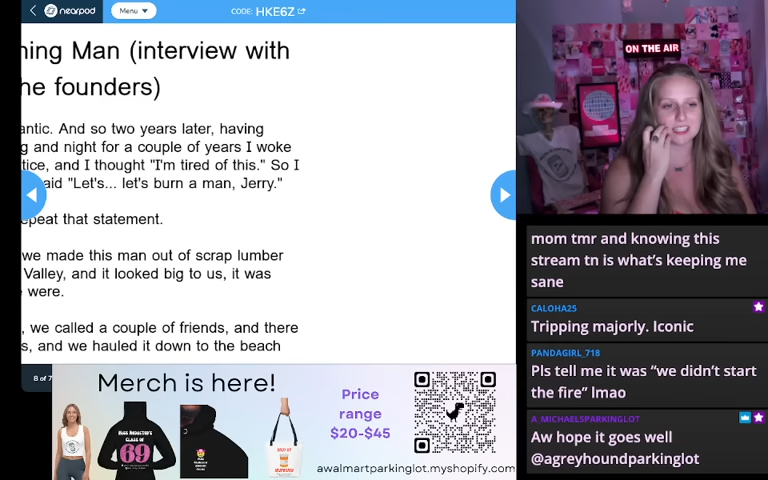 nearpod
Menu
CODE: HKE6Z
ning Man (interview with
he founders)
antic. And so two years later, having
g and night for a couple of years I woke
tice, and I thought "I'm tired of this." So I
aid "Let's... let's burn a man, Jerry."
epeat that statement.
we made this man out of scrap lumber
Valley, and it looked big to us, it was
were.
, we called a couple of friends, and there
s, and we hauled it down to the beach
8 of 7
Merch is here!
CLASS OF
69
Price
range
$20-$45
awalmartparkinglot.myshopify.com
ON THE AIR
mom tmr and knowing this
stream tn is what's keeping me
sane
CALOHA25
Tripping majorly. Iconic
PANDAGIRL_718
Pls tell me it was "we didn't start
the fire" lmao
A_MICHAELSPARKINGLOT
Aw hope it goes well
@agreyhoundparkinglot